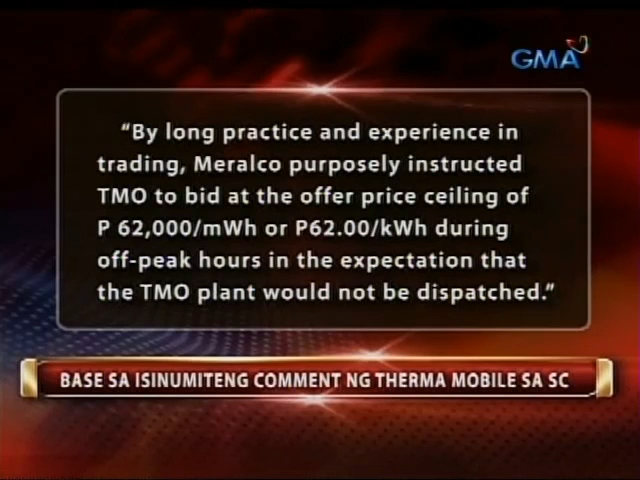 GMA
“By long practice and experience in
trading, Meralco purposely instructed
TMO to bid at the offer price ceiling of
P 62,000/mWh or P62.00/kWh during
off-peak hours in the expectation that
the TMO plant would not be dispatched.”
BASE SA ISINUMITENG COMMENT NG THERMA MOBILE SA SC